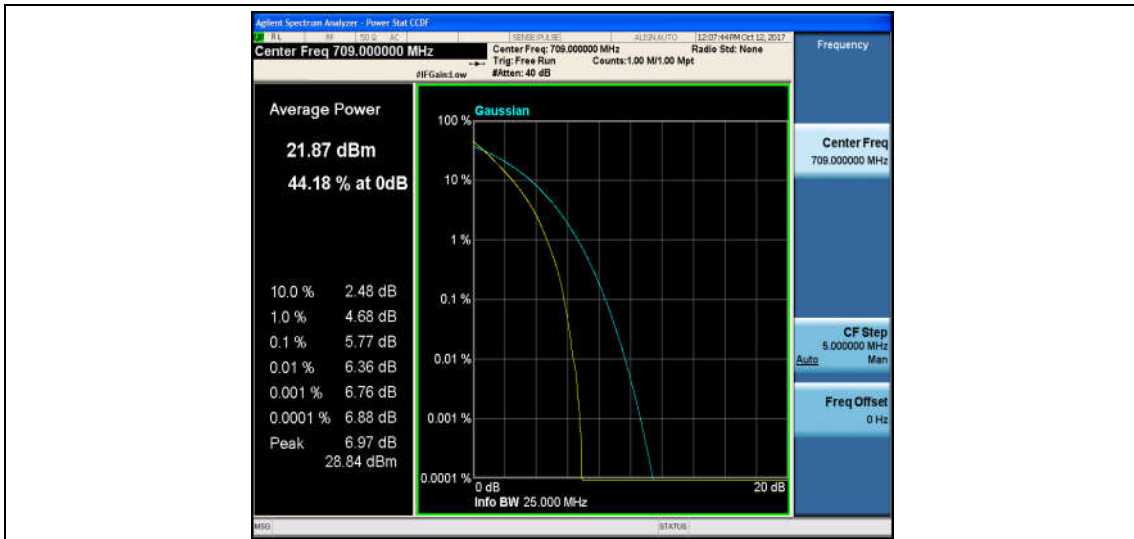 Agilent Spectrum Analyzer - Power Stat CCDF
RL RF 50 Ω AC SENSE:PULSE ALIGN AUTO 12:07:44 PM Oct 12, 2017
Center Freq 709.000000 MHz
Center Freq: 709.000000 MHz Radio Std: None
Trig: Free Run Counts:1.00 M/1.00 Mpt
#IFGain:Low #Atten: 40 dB
Frequency
Average Power
21.87 dBm
44.18 % at 0dB
10.0 % 2.48 dB
1.0 % 4.68 dB
0.1 % 5.77 dB
0.01 % 6.36 dB
0.001 % 6.76 dB
0.0001 % 6.88 dB
Peak 6.97 dB
28.84 dBm
Gaussian
100 %
10 %
1 %
0.1 %
0.01 %
0.001 %
0.0001 %
0 dB 20 dB
Info BW 25.000 MHz
Center Freq
709.000000 MHz
CF Step
5.000000 MHz
Auto Man
Freq Offset
0 Hz
MSG STATUS